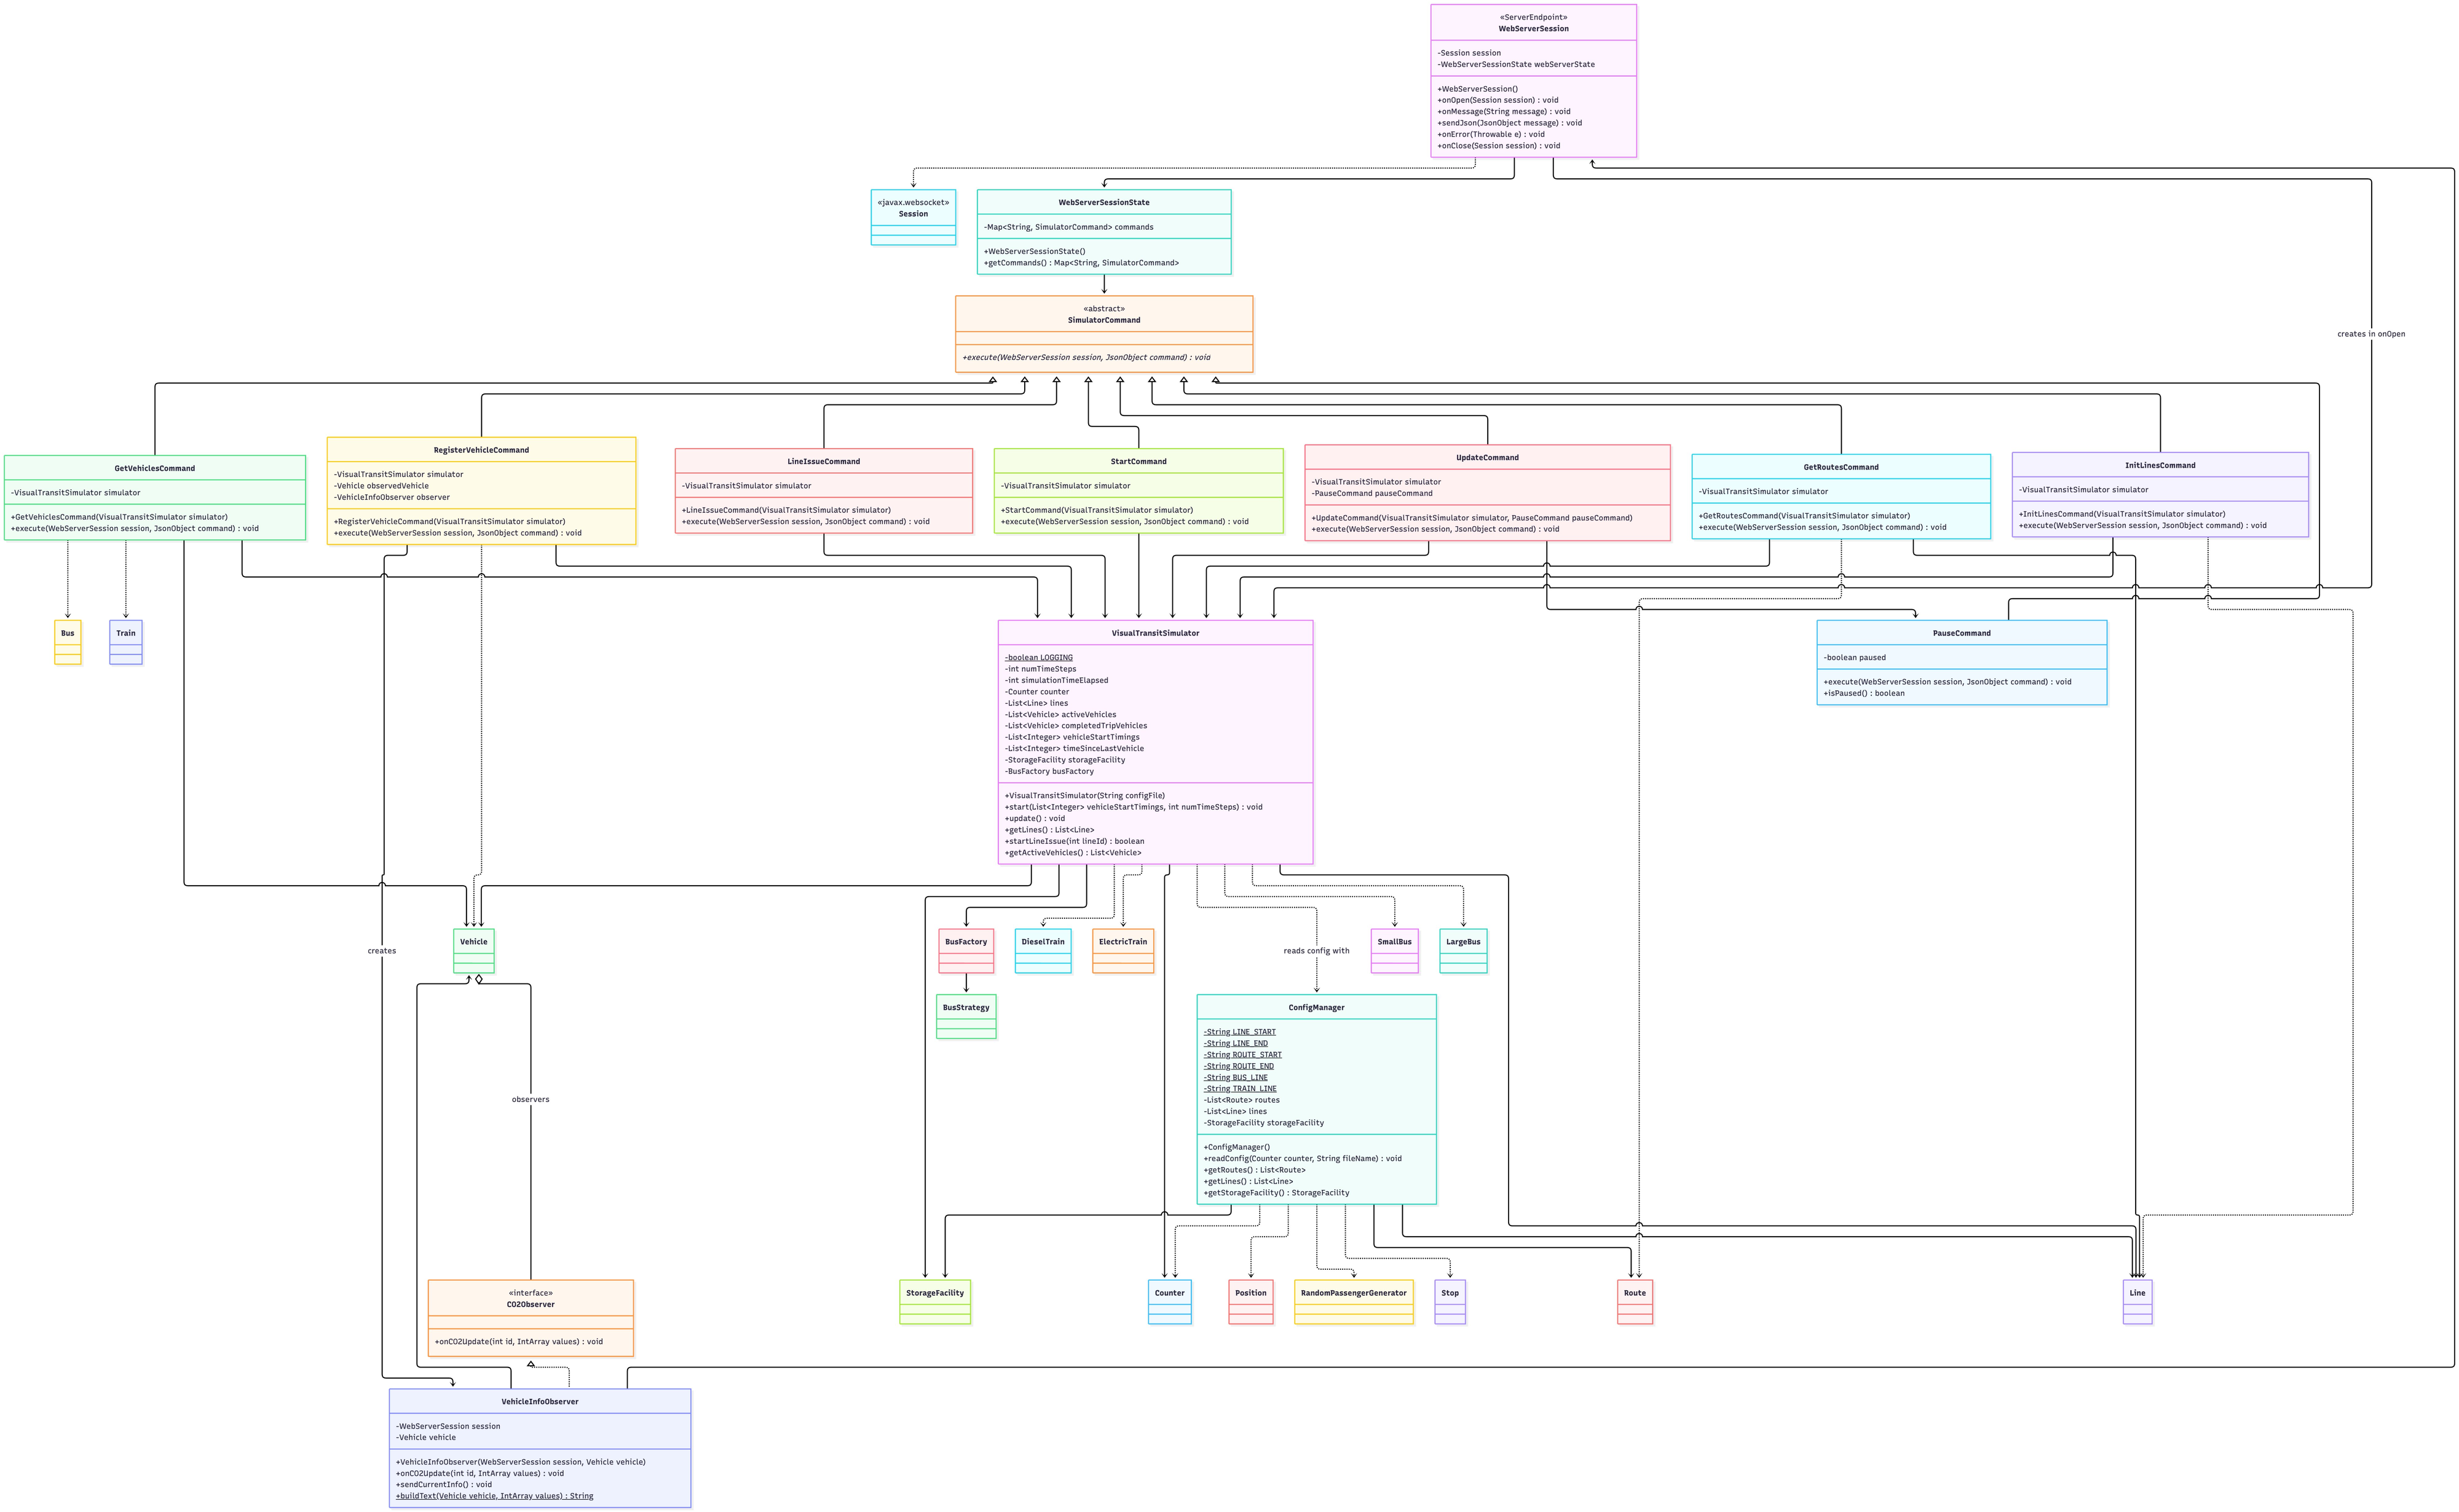 «ServerEndpoint»
WebServerSession
-Session session
-WebServerSessionState webServerState
+WebServerSession()
+onOpen(Session session) : void
+onMessage(String message) : void
+sendJson(JsonObject message) : void
+onError(Throwable e) : void
+onClose(Session session) : void
«javax.websocket»
Session
WebServerSessionState
-Map<String, SimulatorCommand> commands
+WebServerSessionState()
+getCommands() : Map<String, SimulatorCommand>
«abstract»
SimulatorCommand
+execute(WebServerSession session, JsonObject command) : void
creates in onOpen
GetVehiclesCommand
-VisualTransitSimulator simulator
+GetVehiclesCommand(VisualTransitSimulator simulator)
+execute(WebServerSession session, JsonObject command) : void
RegisterVehicleCommand
-VisualTransitSimulator simulator
-Vehicle observedVehicle
-VehicleInfoObserver observer
+RegisterVehicleCommand(VisualTransitSimulator simulator)
+execute(WebServerSession session, JsonObject command) : void
LineIssueCommand
-VisualTransitSimulator simulator
+LineIssueCommand(VisualTransitSimulator simulator)
+execute(WebServerSession session, JsonObject command) : void
StartCommand
-VisualTransitSimulator simulator
+StartCommand(VisualTransitSimulator simulator)
+execute(WebServerSession session, JsonObject command) : void
UpdateCommand
-VisualTransitSimulator simulator
-PauseCommand pauseCommand
+UpdateCommand(VisualTransitSimulator simulator, PauseCommand pauseCommand)
+execute(WebServerSession session, JsonObject command) : void
GetRoutesCommand
-VisualTransitSimulator simulator
+GetRoutesCommand(VisualTransitSimulator simulator)
+execute(WebServerSession session, JsonObject command) : void
InitLinesCommand
-VisualTransitSimulator simulator
+InitLinesCommand(VisualTransitSimulator simulator)
+execute(WebServerSession session, JsonObject command) : void
Bus
Train
VisualTransitSimulator
-boolean LOGGING
-int numTimeSteps
-int simulationTimeElapsed
-Counter counter
-List<Line> lines
-List<Vehicle> activeVehicles
-List<Vehicle> completedTripVehicles
-List<Integer> vehicleStartTimings
-List<Integer> timeSinceLastVehicle
-StorageFacility storageFacility
-BusFactory busFactory
+VisualTransitSimulator(String configFile)
+start(List<Integer> vehicleStartTimings, int numTimeSteps) : void
+update() : void
+getLines() : List<Line>
+startLineIssue(int lineId) : boolean
+getActiveVehicles() : List<Vehicle>
PauseCommand
-boolean paused
+execute(WebServerSession session, JsonObject command) : void
+isPaused() : boolean
creates
Vehicle
BusFactory
DieselTrain
ElectricTrain
reads config with
SmallBus
LargeBus
BusStrategy
ConfigManager
-String LINE_START
-String LINE_END
-String ROUTE_START
-String ROUTE_END
-String BUS_LINE
-String TRAIN_LINE
-List<Route> routes
-List<Line> lines
-StorageFacility storageFacility
+ConfigManager()
+readConfig(Counter counter, String fileName) : void
+getRoutes() : List<Route>
+getLines() : List<Line>
+getStorageFacility() : StorageFacility
observers
«interface»
CO2Observer
+onCO2Update(int id, IntArray values) : void
StorageFacility
Counter
Position
RandomPassengerGenerator
Stop
Route
Line
VehicleInfoObserver
-WebServerSession session
-Vehicle vehicle
+VehicleInfoObserver(WebServerSession session, Vehicle vehicle)
+onCO2Update(int id, IntArray values) : void
+sendCurrentInfo() : void
+buildText(Vehicle vehicle, IntArray values) : String